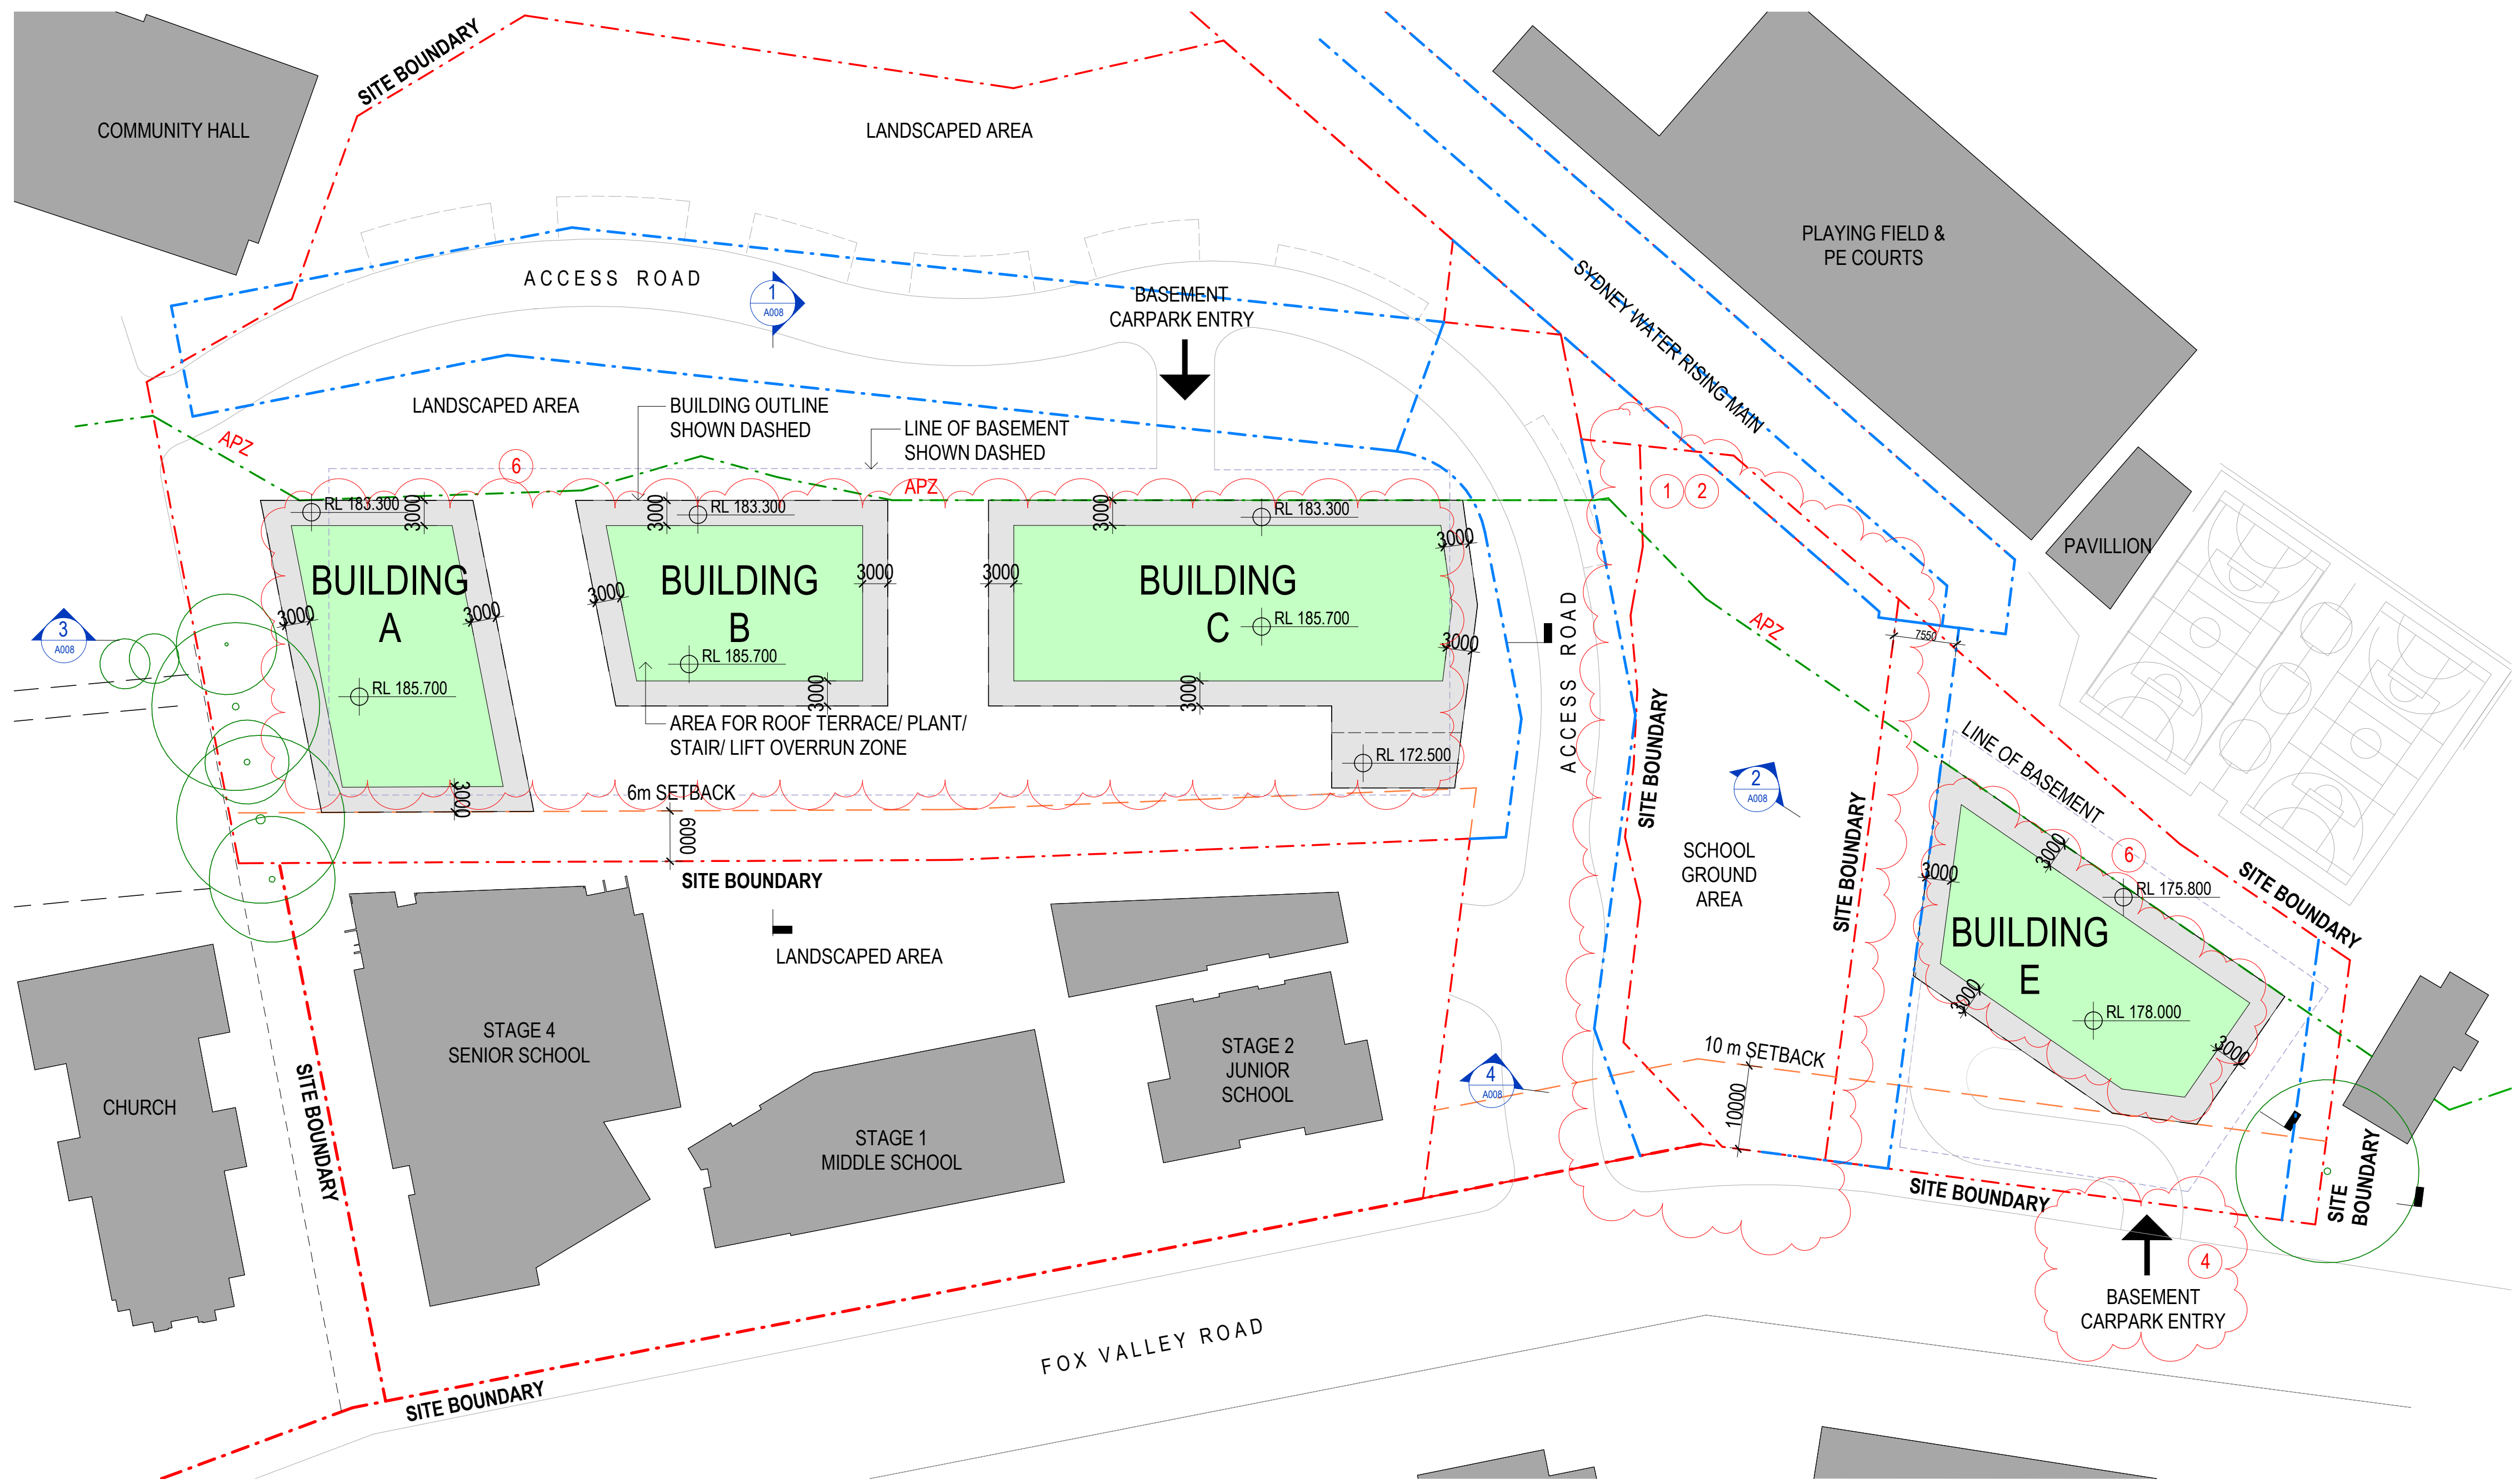 SITE BOUNDARY
COMMUNITY HALL
LANDSCAPED AREA
PLAYING FIELD &
PE COURTS
ACCESS ROAD
1
A008
BASEMENT
CARPARK ENTRY
SYDNEY WATER RISING MAIN
LANDSCAPED AREA
BUILDING OUTLINE
SHOWN DASHED
LINE OF BASEMENT
SHOWN DASHED
APZ
6
APZ
1
2
RL 183.300
3000
3000
RL 183.300
3000
RL 183.300
3000
PAVILLION
BUILDING
A
3000
3000
RL 185.700
3000
BUILDING
B
3000
3000
RL 185.700
3000
BUILDING
C
3000
RL 185.700
3000
3000
3
A008
ACCESS ROAD
APZ
7550
AREA FOR ROOF TERRACE/ PLANT/
STAIR/ LIFT OVERRUN ZONE
RL 172.500
6m SETBACK
6000
SITE BOUNDARY
SITE BOUNDARY
2
A008
SITE BOUNDARY
LINE OF BASEMENT
SCHOOL
GROUND
AREA
3000
3000
6
RL 175.800
SITE BOUNDARY
BUILDING
E
3000
RL 178.000
3000
LANDSCAPED AREA
STAGE 4
SENIOR SCHOOL
STAGE 2
JUNIOR
SCHOOL
STAGE 1
MIDDLE SCHOOL
CHURCH
SITE BOUNDARY
4
A008
10 m SETBACK
10000
SITE BOUNDARY
SITE
BOUNDARY
4
BASEMENT
CARPARK ENTRY
FOX VALLEY ROAD
SITE BOUNDARY